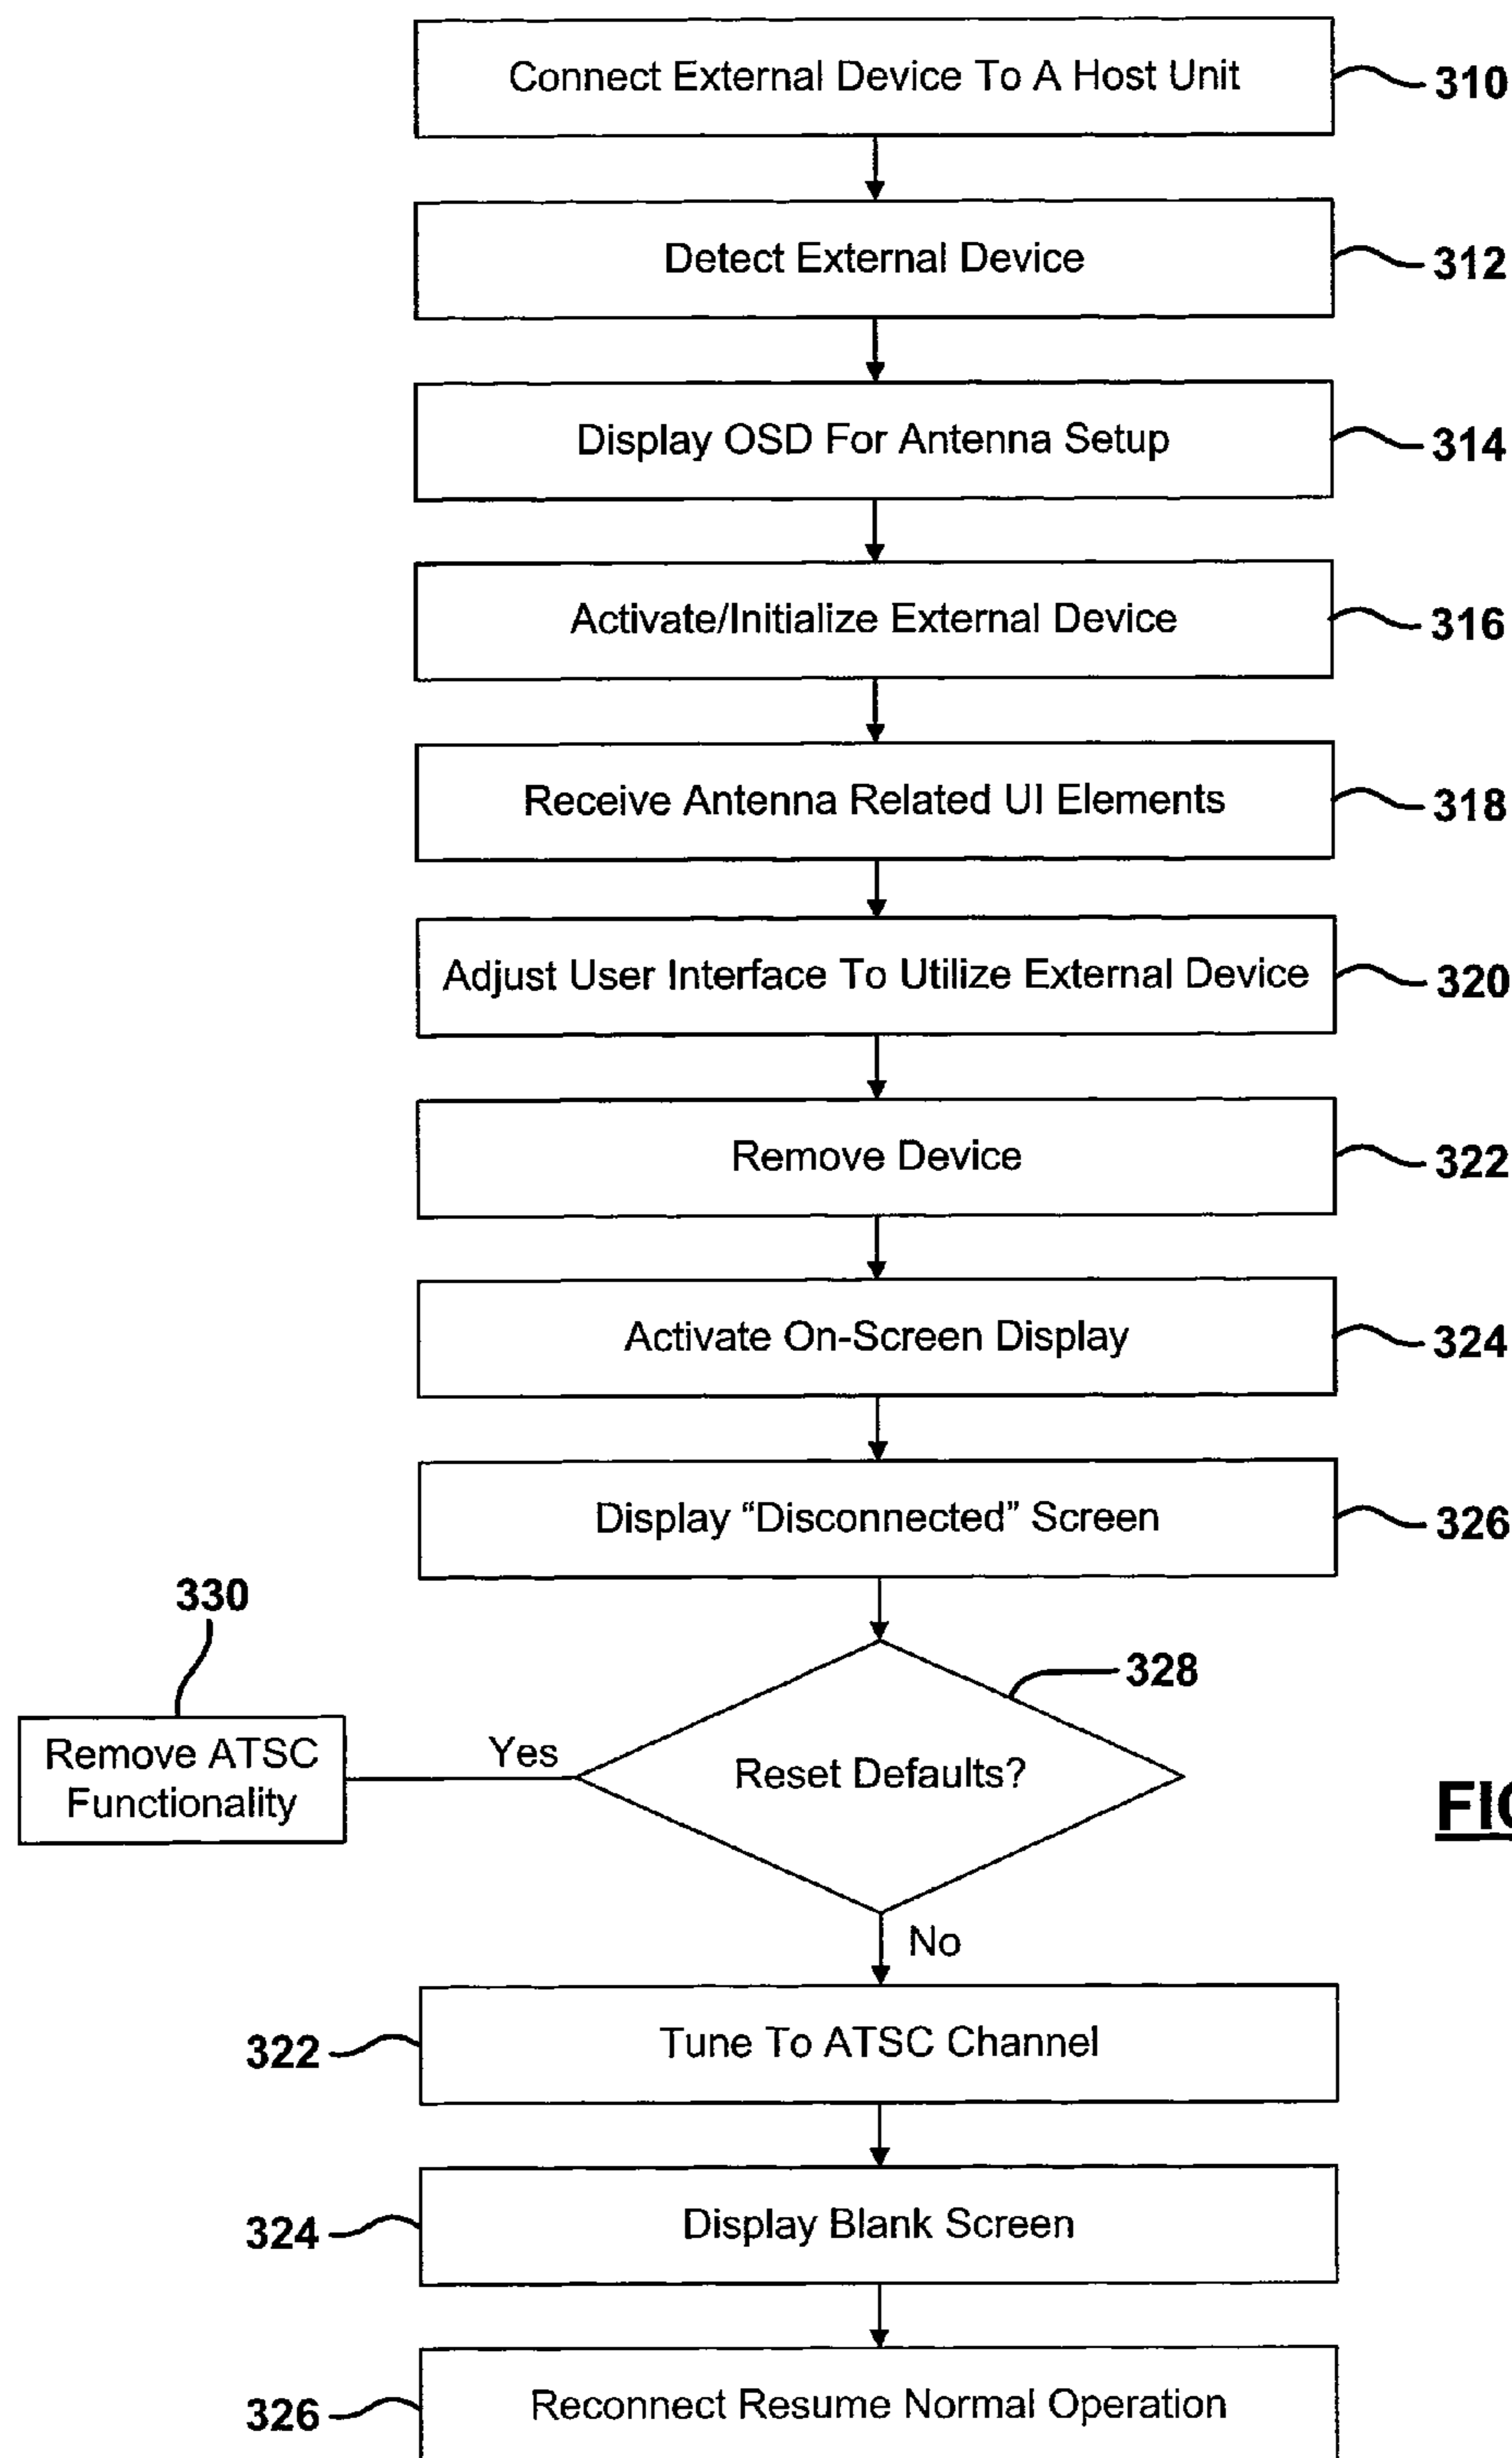 Connect External Device To A Host Unit
310
Detect External Device
312
Display OSD For Antenna Setup
314
Activate/Initialize External Device
316
Receive Antenna Related UI Elements
318
Adjust User Interface To Utilize External Device
320
Remove Device
322
Activate On-Screen Display
324
Display “Disconnected” Screen
326
330
328
Remove ATSC
Functionality
Yes
Reset Defaults?
No
322
Tune To ATSC Channel
324
Display Blank Screen
326
Reconnect Resume Normal Operation